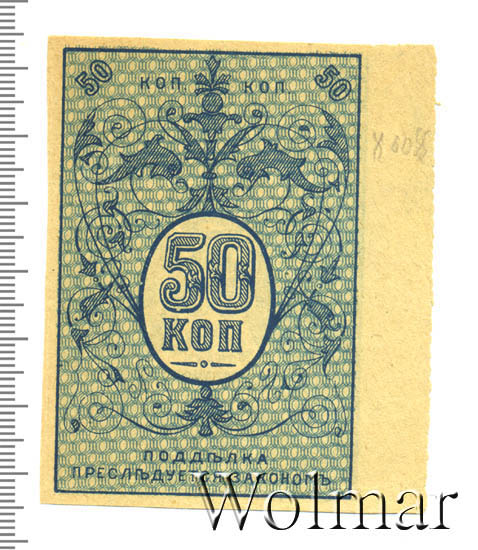 50 КОП КОП 50
50
КОП
ПОДДѢЛКА
ПРЕСЛѢДУЕТСЯ ЗАКОНОМЪ
Wolmar